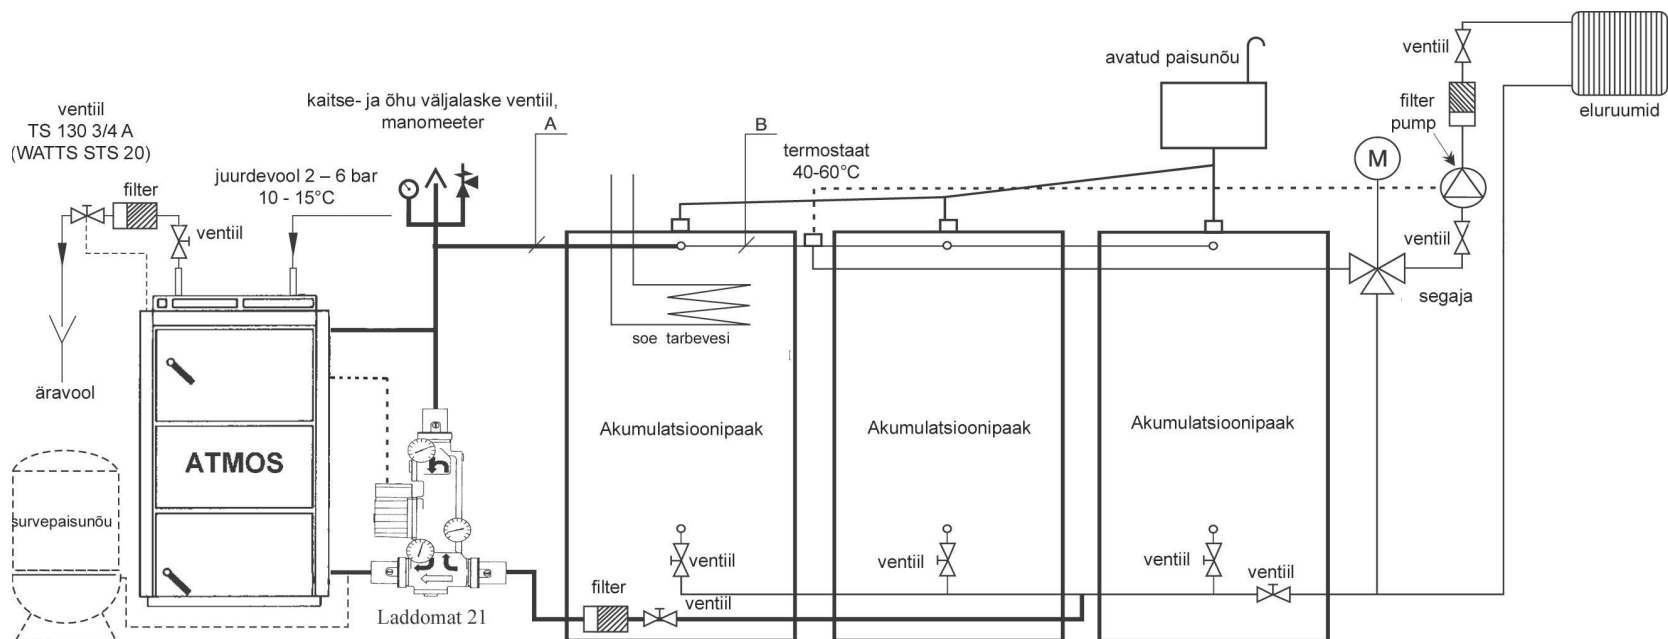 ventiil
TS 130 3/4 A
(WATTS STS 20)
filter
ventiil
äravool
juurdevool 2 – 6 bar
10 - 15°C
kaitse- ja õhu väljalaske ventiil,
manomeeter
A
B
termostaat
40-60°C
avatud paisunõu
ventiil
filter
pump
eluruumid
M
ventiil
segaja
soe tarbevesi
Akumulatsioonipaak
Akumulatsioonipaak
Akumulatsioonipaak
ATMOS
survepaisunõu
Laddomat 21
filter
ventiil
ventiil
ventiil
ventiil
ventiil